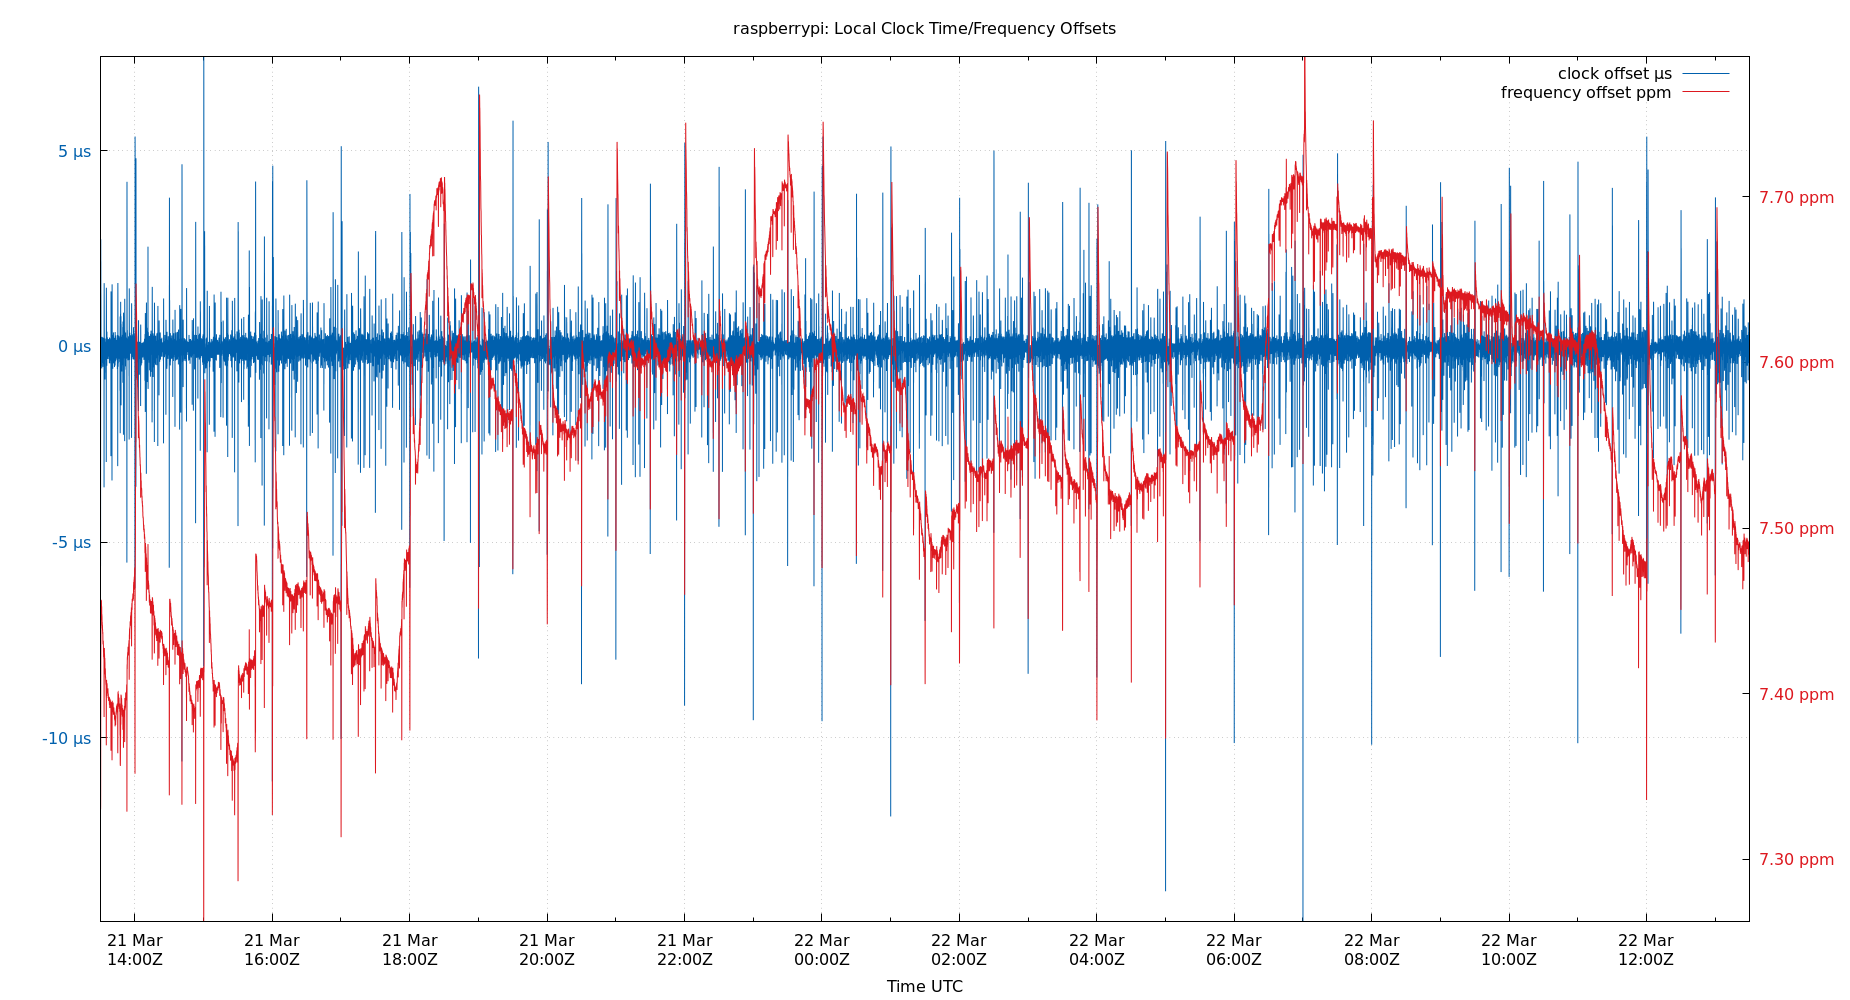 raspberrypi: Local Clock Time/Frequency Offsets
clock offset µs
frequency offset ppm
5 µs
0 µs
-5 µs
-10 µs
7.70 ppm
7.60 ppm
7.50 ppm
7.40 ppm
7.30 ppm
21 Mar 21 Mar 21 Mar 21 Mar 21 Mar 22 Mar 22 Mar 22 Mar 22 Mar 22 Mar 22 Mar 22 Mar
14:00Z 16:00Z 18:00Z 20:00Z 22:00Z 00:00Z 02:00Z 04:00Z 06:00Z 08:00Z 10:00Z 12:00Z
Time UTC